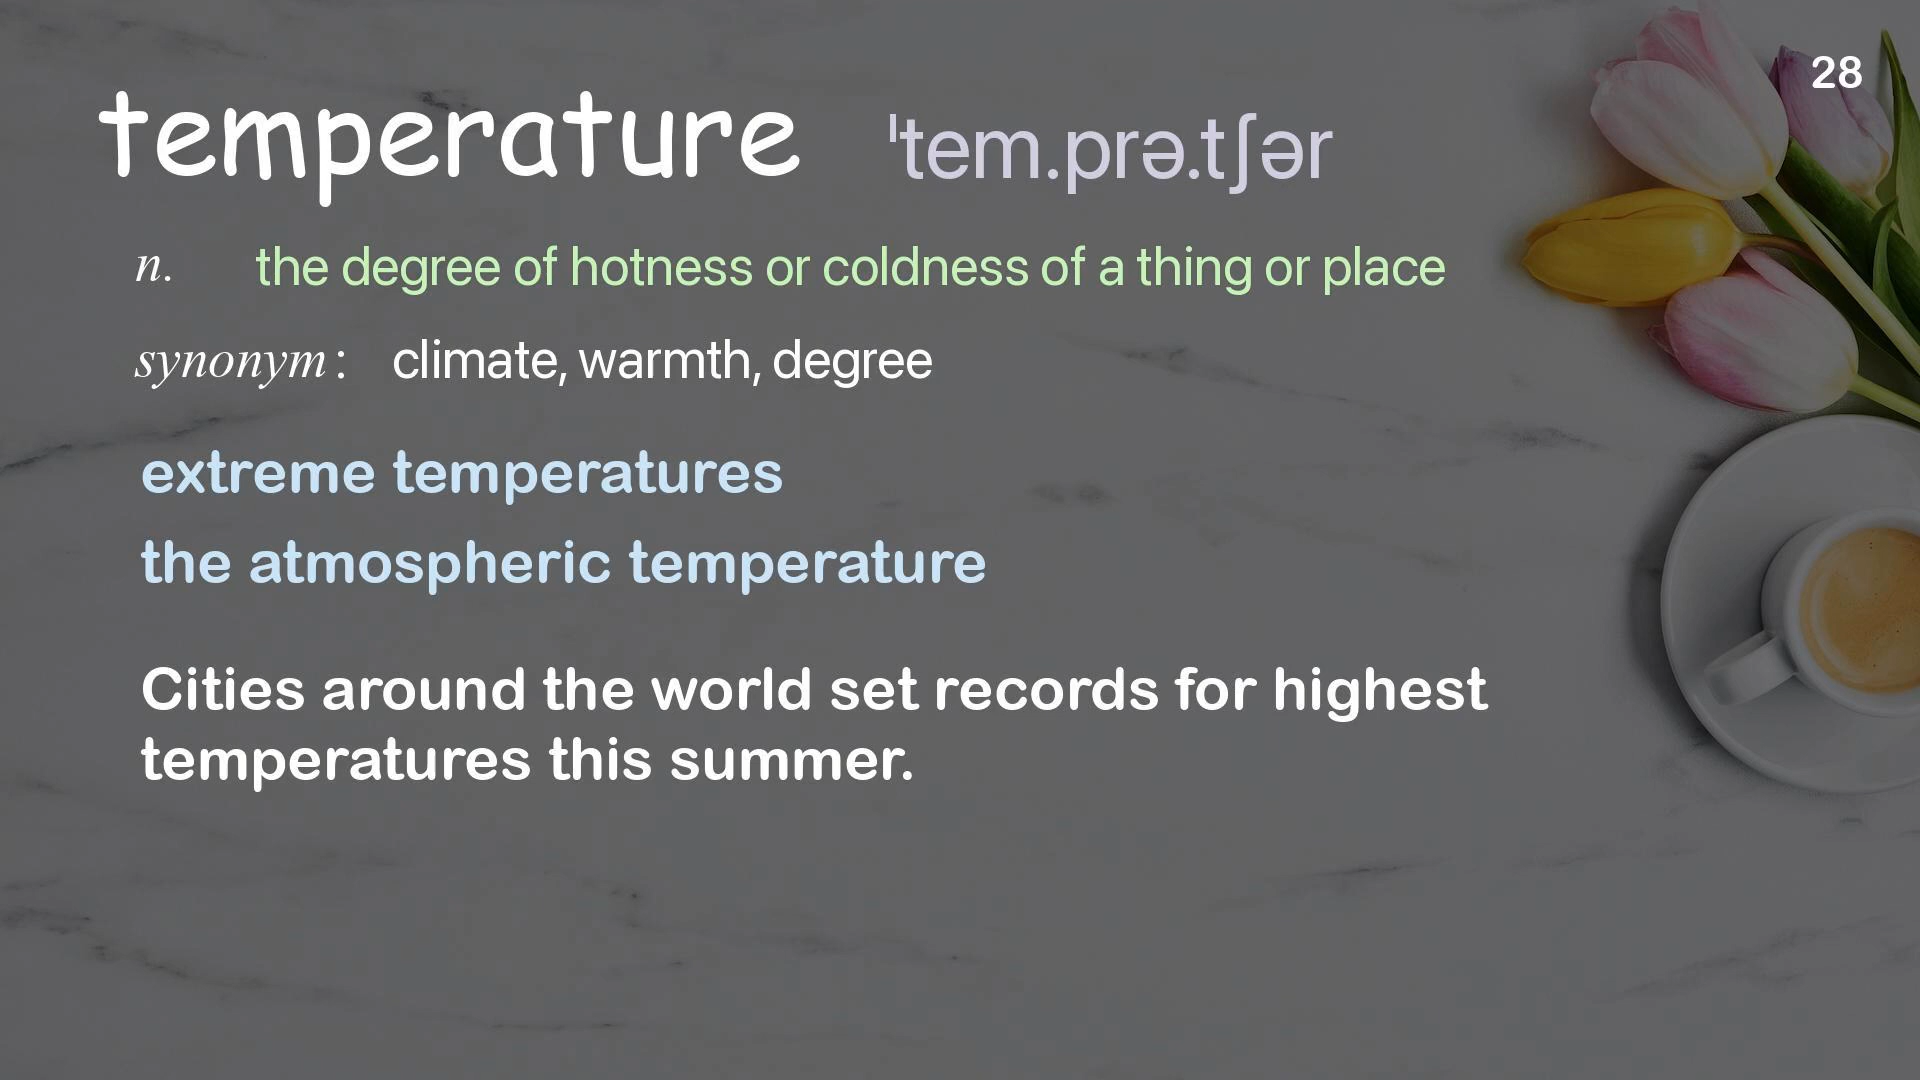 28
temperature ˈtem.prə.tʃər
n. the degree of hotness or coldness of a thing or place
synonym: climate, warmth, degree
extreme temperatures
the atmospheric temperature
Cities around the world set records for highest
temperatures this summer.